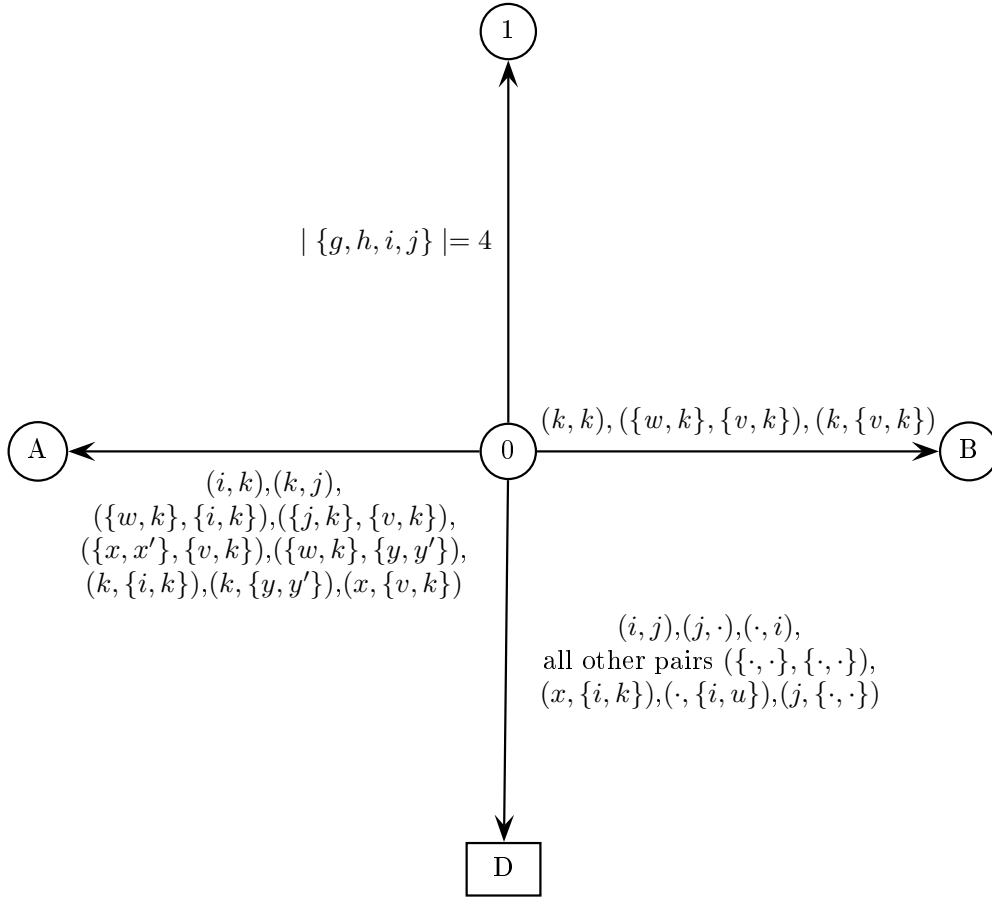 1
| {g, h, i, j} |= 4
(k, k), ({w, k}, {v, k}), (k, {v, k})
A
0
B
(i, k),(k, j),
({w, k}, {i, k}),({j, k}, {v, k}),
({x, x′}, {v, k}),({w, k}, {y, y′}),
(k, {i, k}),(k, {y, y′}),(x, {v, k})
(i, j),(j, ·),(·, i),
all other pairs ({·, ·}, {·, ·}),
(x, {i, k}),(·, {i, u}),(j, {·, ·})
D